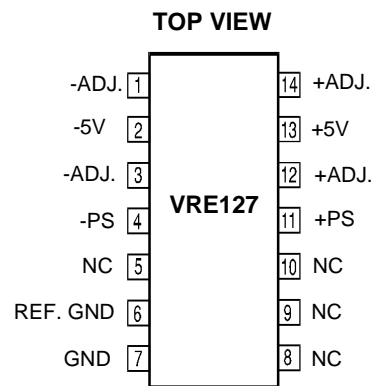 TOP VIEW
-ADJ. 1 14 +ADJ.
-5V 2 13 +5V
-ADJ. 3 12 +ADJ.
VRE127
-PS 4 11 +PS
NC 5 10 NC
REF. GND 6 9 NC
GND 7 8 NC